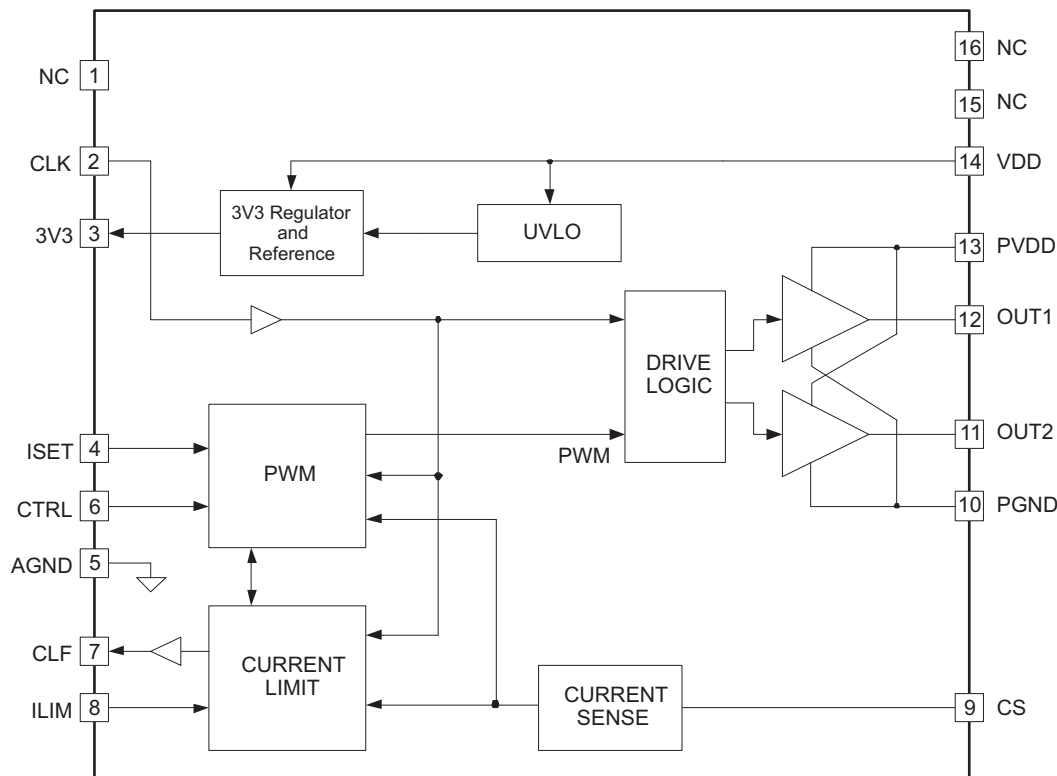 NC 1
16 NC
15 NC
CLK 2
14 VDD
3V3 3
3V3 Regulator
and
Reference
UVLO
13 PVDD
12 OUT1
DRIVE
LOGIC
ISET 4
PWM
PWM
11 OUT2
CTRL 6
10 PGND
AGND 5
CLF 7
CURRENT
LIMIT
ILIM 8
CURRENT
SENSE
9 CS